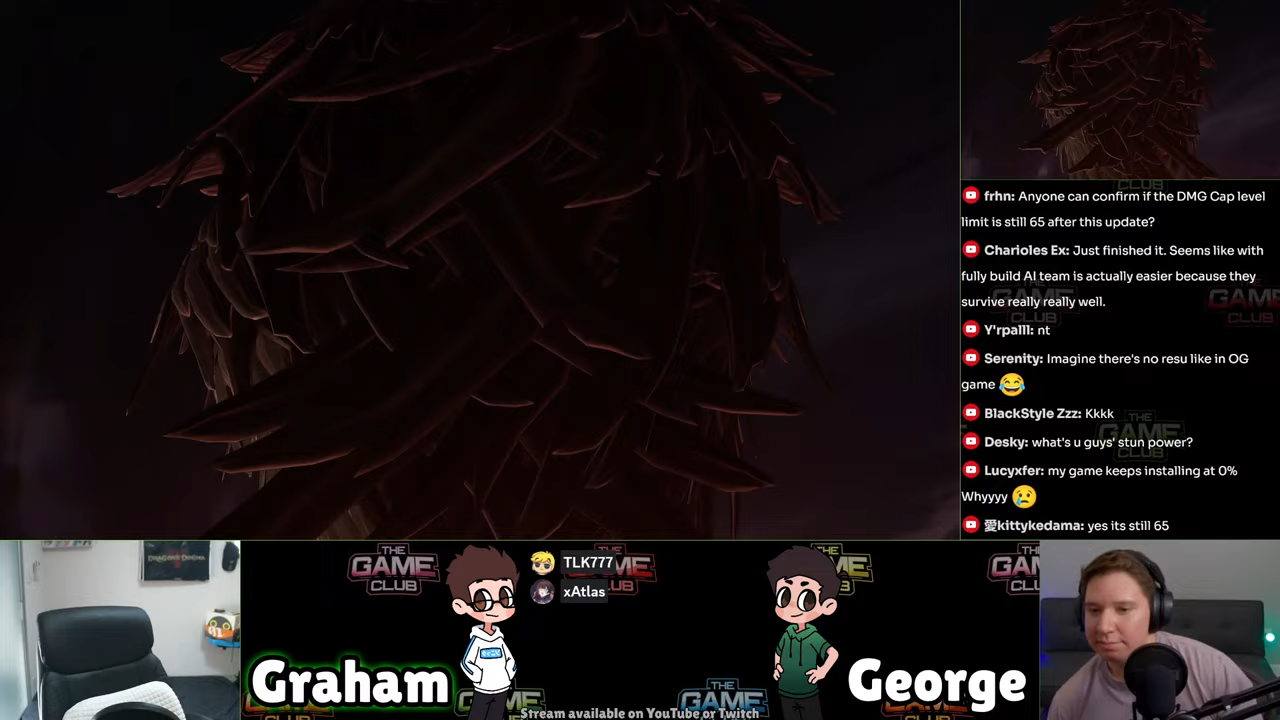 frhn: Anyone can confirm if the DMG Cap level
limit is still 65 after this update?
Charioles Ex: Just finished it. Seems like with
fully build AI team is actually easier because they
survive really really well.
Y'rpalll: nt
Serenity: Imagine there's no resu like in OG
game 😂
BlackStyle Zzz: Kkkk
Desky: what's u guys' stun power?
Lucyxfer: my game keeps installing at 0%
Whyyyy 😢
愛kittykedama: yes its still 65
DRAGON'S DOGMA
THE
GAME
CLUB
TLK777
xAtlas
Graham
George
Stream available on YouTube or Twitch